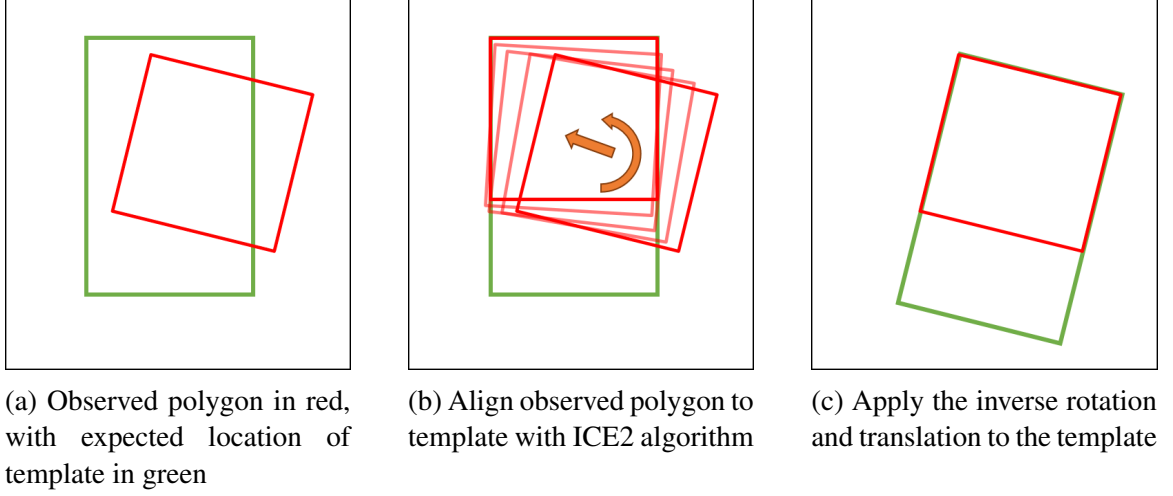 (a) Observed polygon in red,
with expected location of
template in green
(b) Align observed polygon to
template with ICE2 algorithm
(c) Apply the inverse rotation
and translation to the template